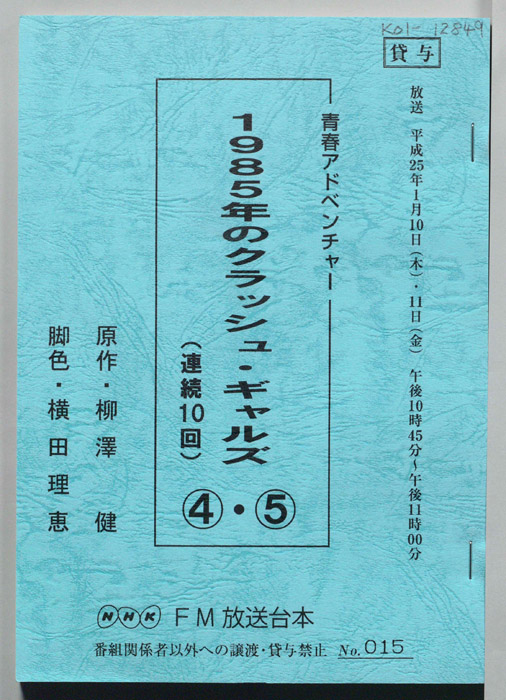 K01-12849
貸与
放送 平成25年1月10日(木)・11日(金) 午後10時45分~午後11時00分
青春アドベンチャー
1985年のクラッシュ・ギャルズ
(連続10回)
④・⑤
原作・柳澤 健
脚色・横田理恵
NHK FM放送台本
番組関係者以外への譲渡・貸与禁止 No. 015